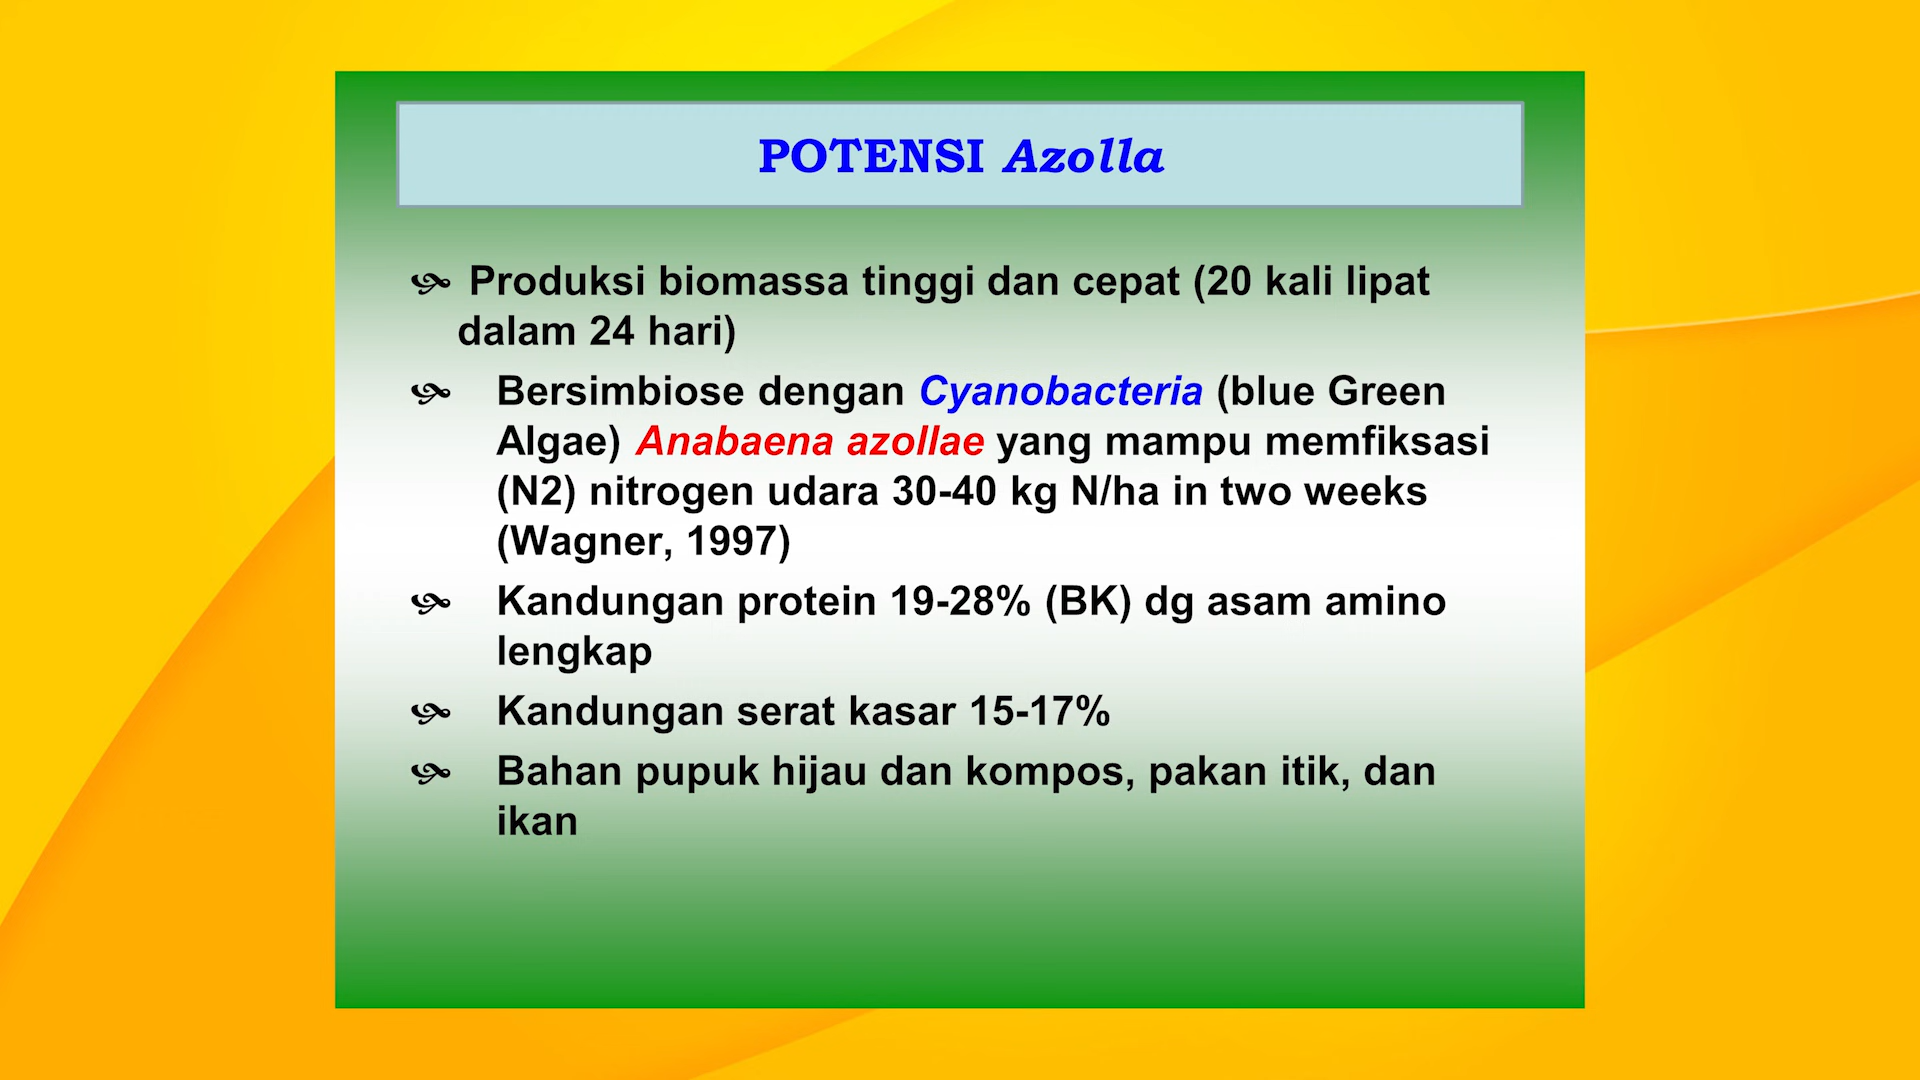 POTENSI Azolla
Produksi biomassa tinggi dan cepat (20 kali lipat
dalam 24 hari)
Bersimbiose dengan Cyanobacteria (blue Green
Algae) Anabaena azollae yang mampu memfiksasi
(N2) nitrogen udara 30-40 kg N/ha in two weeks
(Wagner, 1997)
Kandungan protein 19-28% (BK) dg asam amino
lengkap
Kandungan serat kasar 15-17%
Bahan pupuk hijau dan kompos, pakan itik, dan
ikan